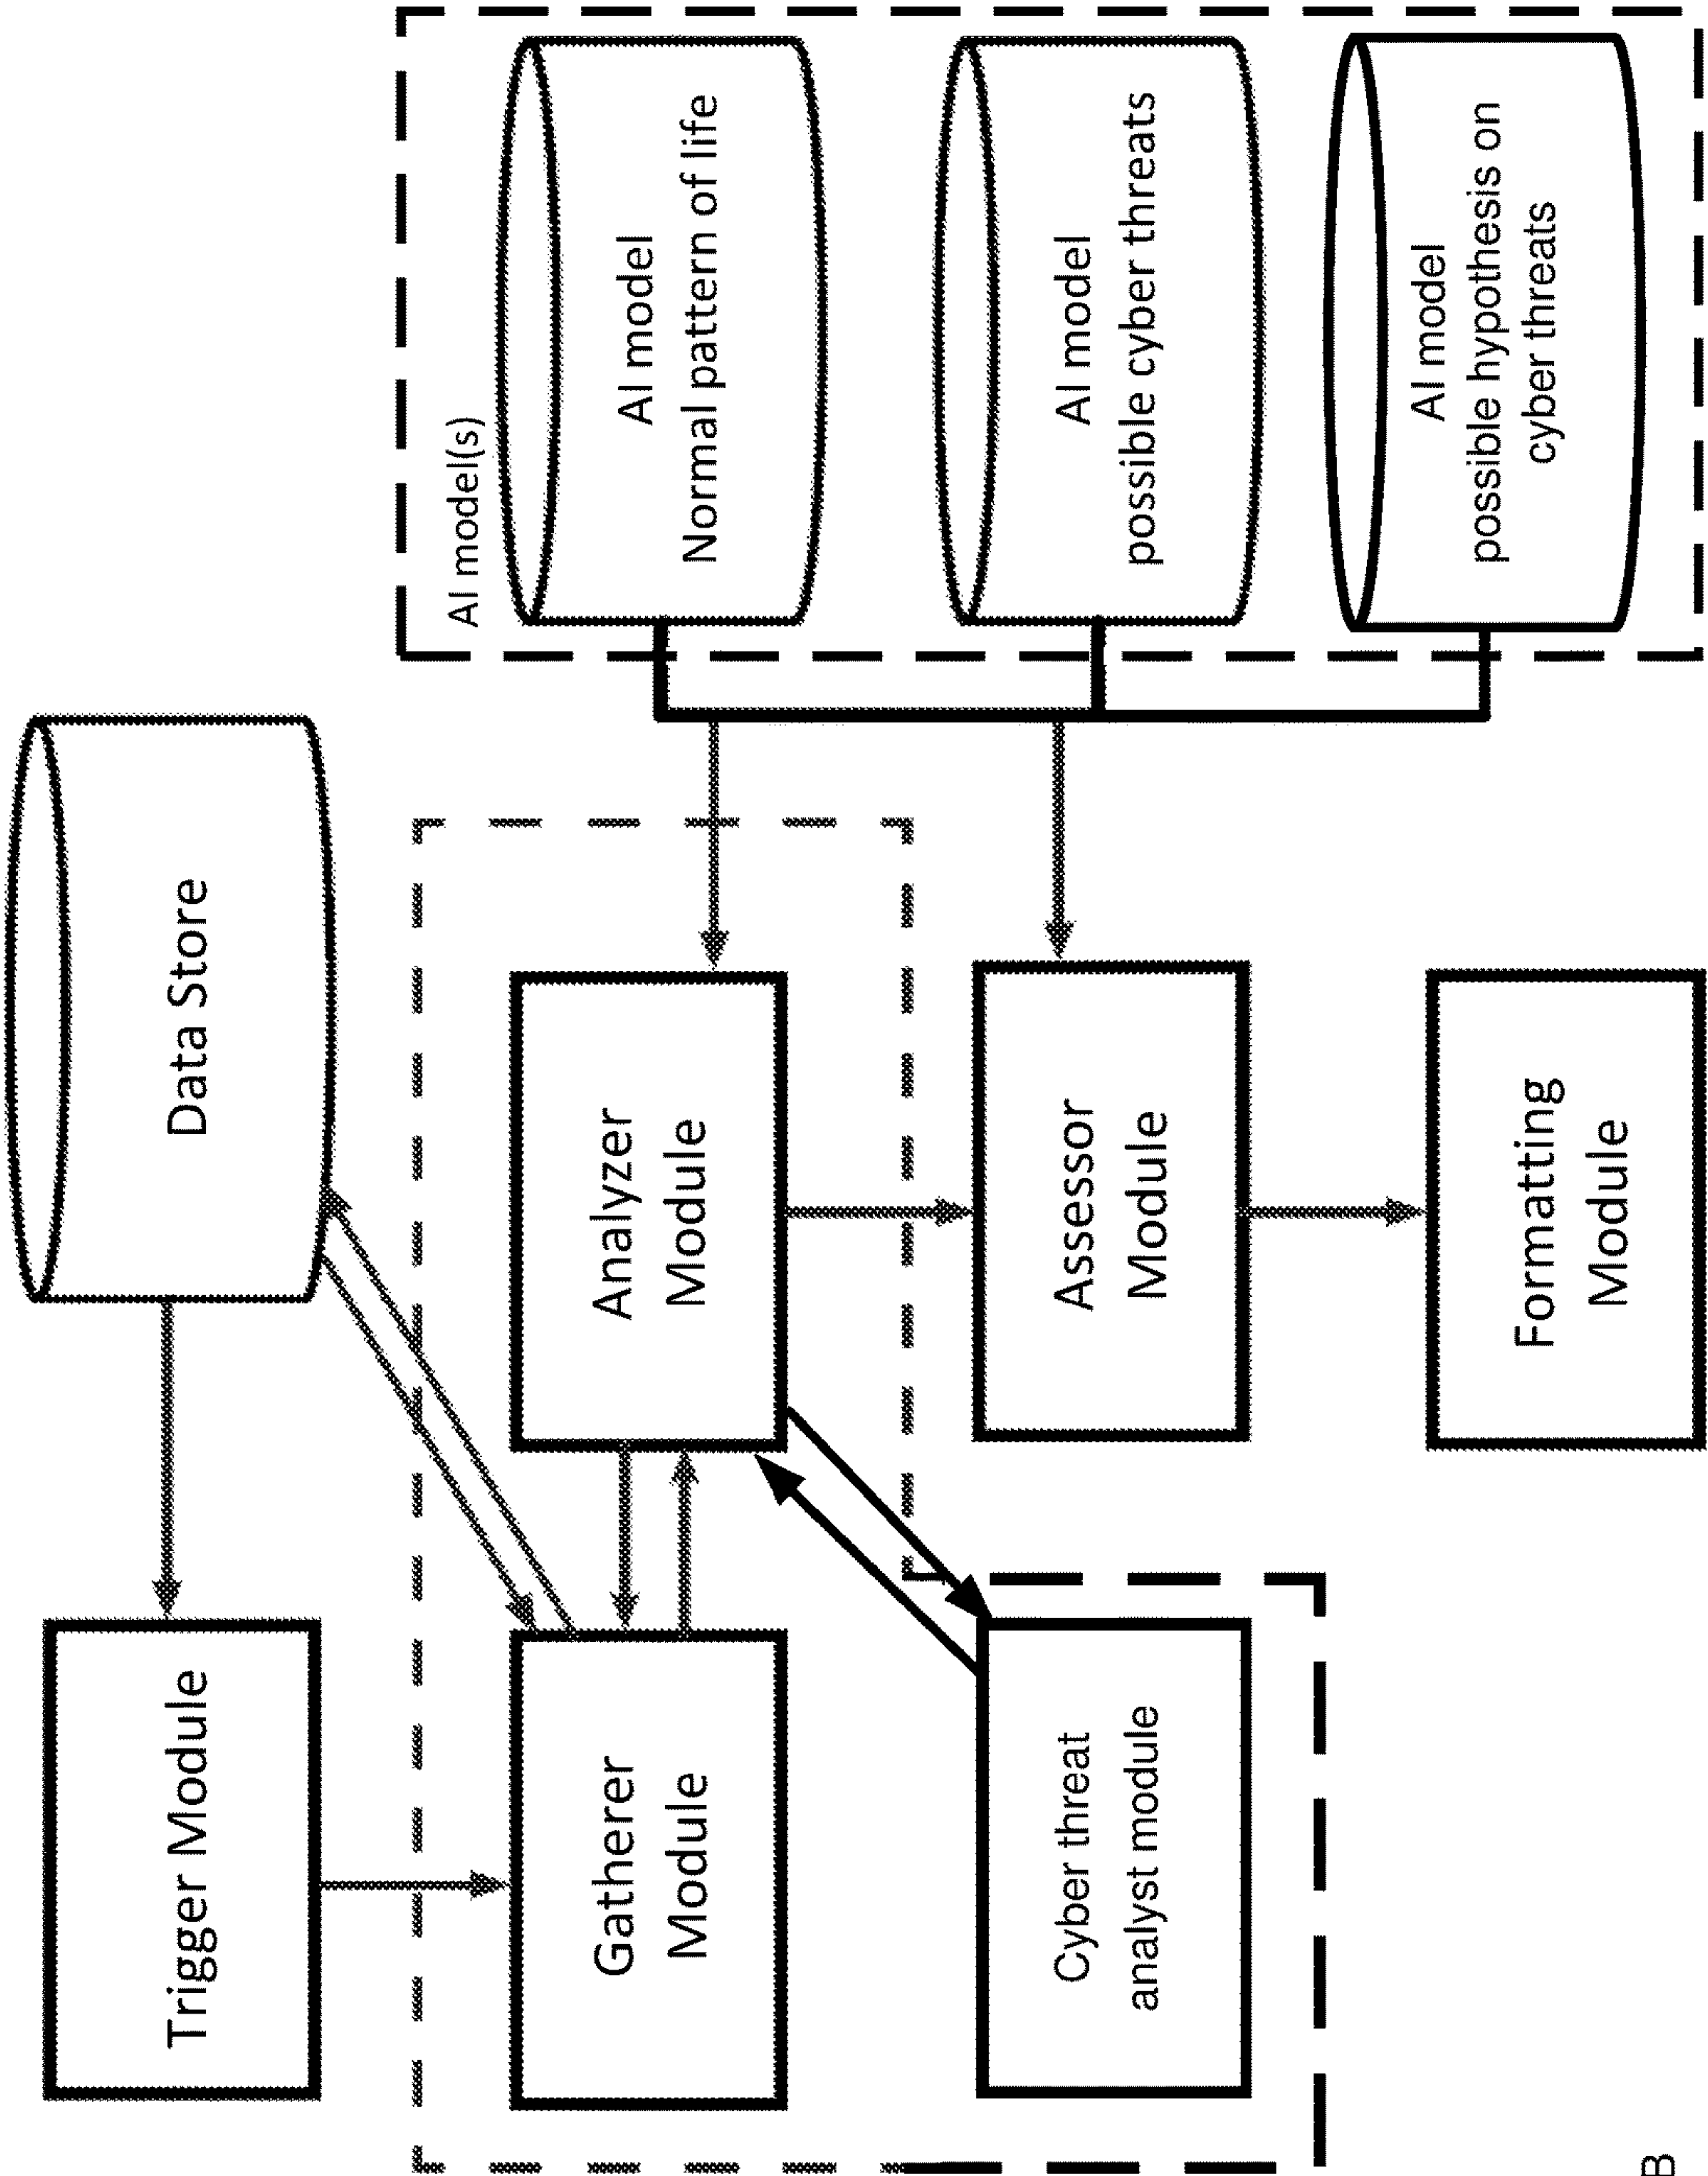 Trigger Module
Data Store
AI model(s)
Gatherer
Module
Analyzer
Module
AI model
Normal pattern of life
Cyber threat
analyst module
Assessor
Module
AI model
possible cyber threats
Formatting
Module
AI model
possible hypothesis on
cyber threats
B